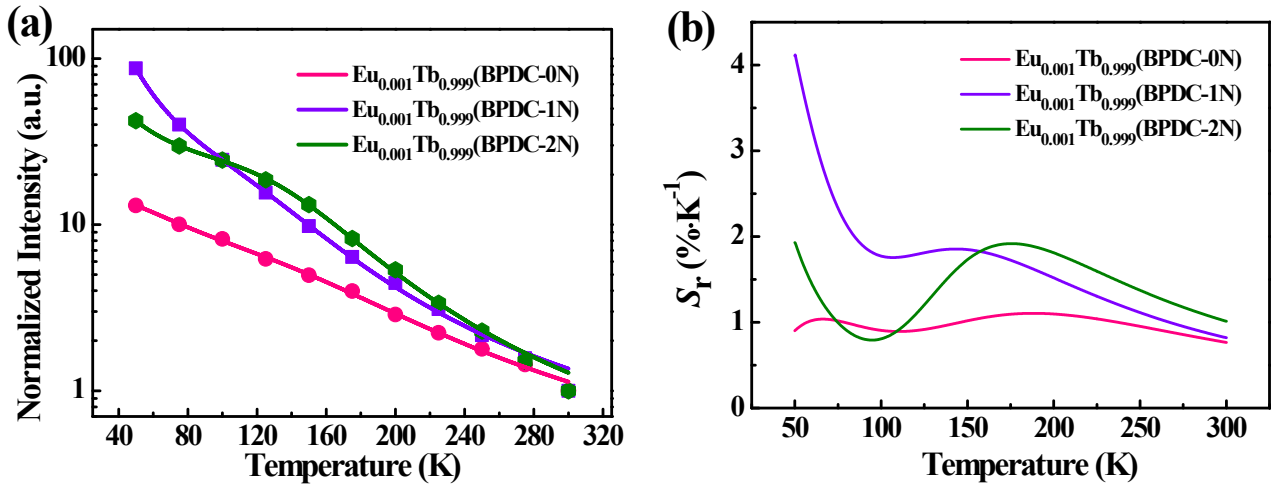 (a)
Normalized Intensity (a.u.)
100
10
1
Eu0.001Tb0.999(BPDC-0N)
Eu0.001Tb0.999(BPDC-1N)
Eu0.001Tb0.999(BPDC-2N)
40 80 120 160 200 240 280 320
Temperature (K)
(b)
Sr (%·K-1)
4
3
2
1
0
Eu0.001Tb0.999(BPDC-0N)
Eu0.001Tb0.999(BPDC-1N)
Eu0.001Tb0.999(BPDC-2N)
50 100 150 200 250 300
Temperature (K)